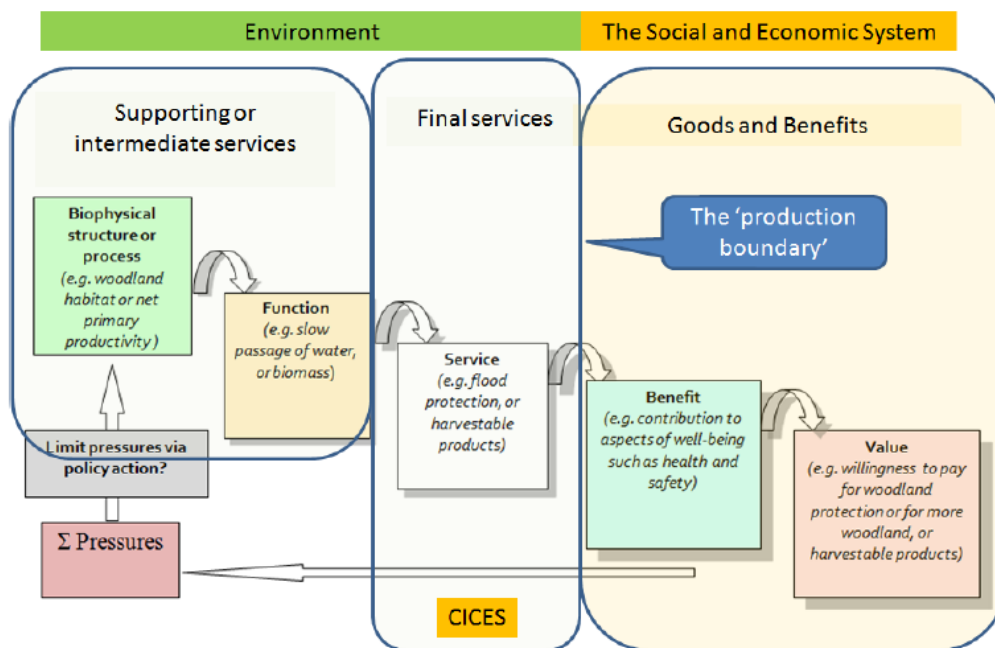 Environment
The Social and Economic System
Supporting or
intermediate services
Final services
Goods and Benefits
The ‘production
boundary’
Biophysical
structure or
process
(e.g. woodland
habitat or net
primary
productivity )
Function
(e.g. slow
passage of water,
or biomass)
Service
(e.g. flood
protection, or
harvestable
products)
Benefit
(e.g. contribution to
aspects of well-being
such as health and
safety)
Value
(e.g. willingness to pay
for woodland
protection or for more
woodland, or
harvestable products)
Limit pressures via
policy action?
Σ Pressures
CICES